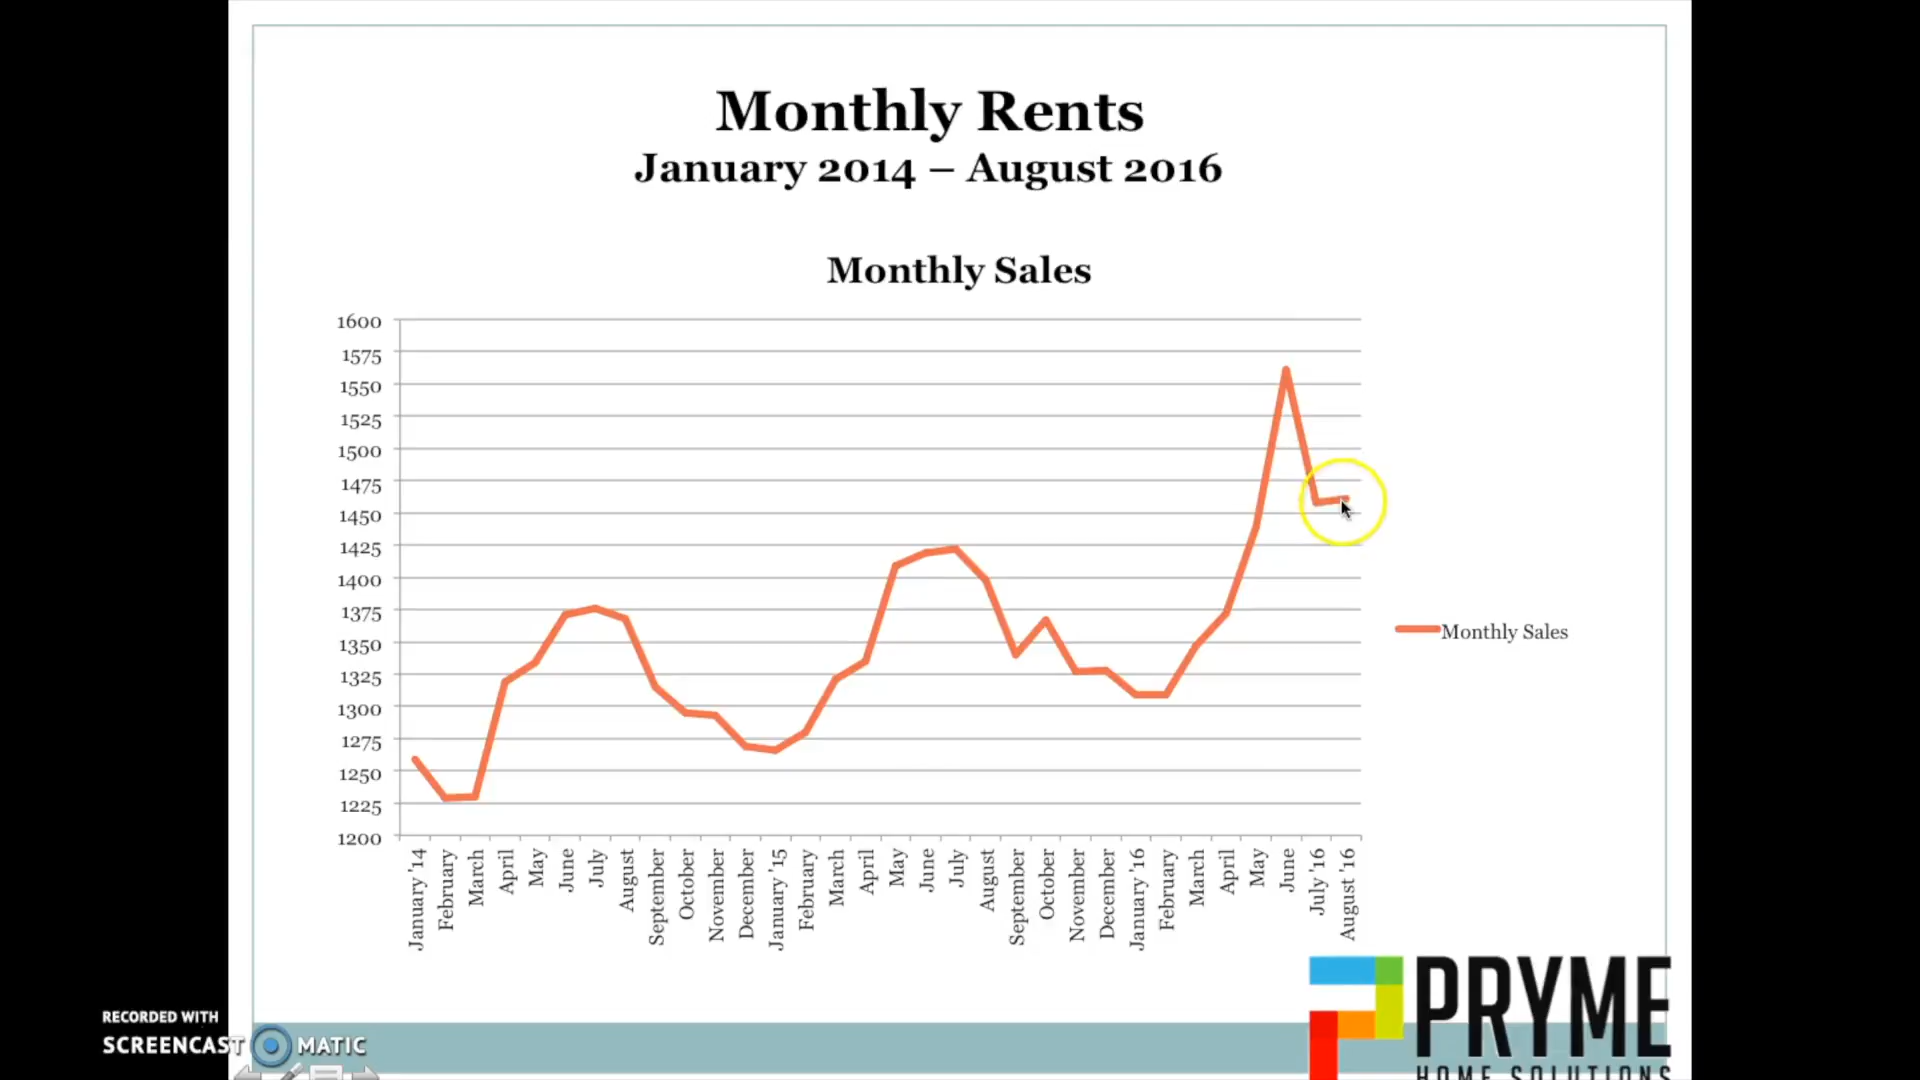 Monthly Rents
January 2014 – August 2016
Monthly Sales
1600
1575
1550
1525
1500
1475
1450
1425
1400
1375
1350
1325
1300
1275
1250
1225
1200
January '14
February
March
April
May
June
July
August
September
October
November
December
January '15
February
March
April
May
June
July
August
September
October
November
December
January '16
February
March
April
May
June
July '16
August '16
Monthly Sales
RECORDED WITH
SCREENCAST MATIC
PRYME
HOME SOLUTIONS